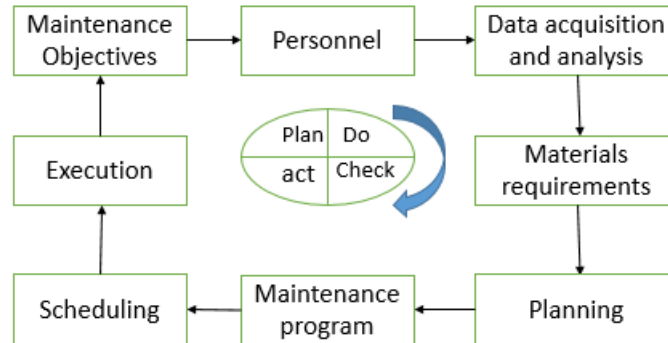 Maintenance
Objectives
Personnel
Data acquisition
and analysis
Plan
Do
act
Check
Execution
Materials
requirements
Scheduling
Maintenance
program
Planning